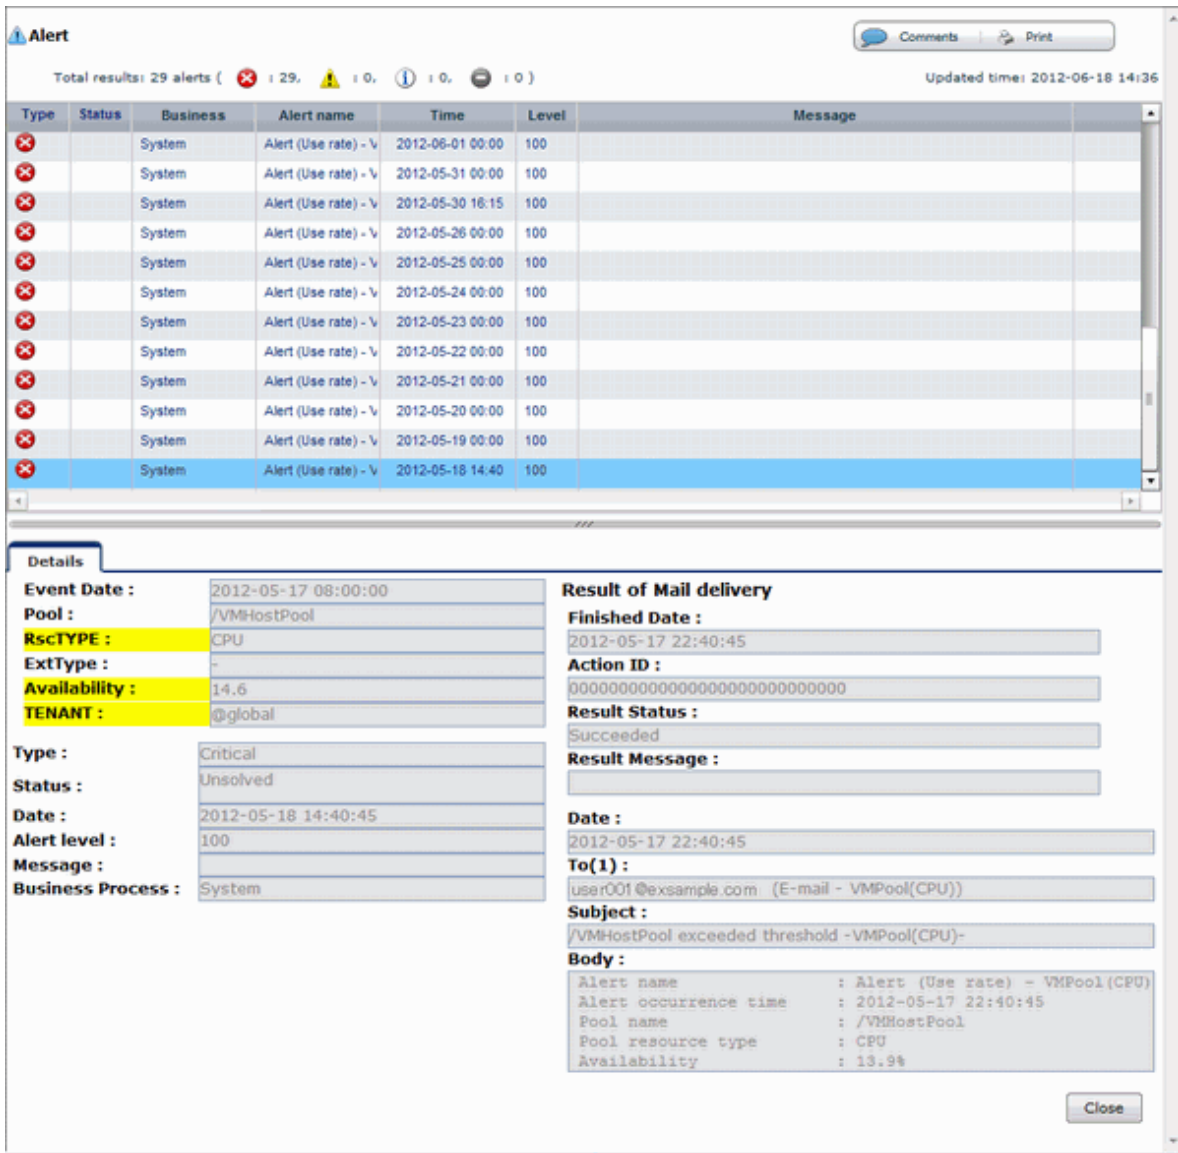 Alert
Comments | Print
Total results: 29 alerts ( : 29, : 0, : 0, : 0 )
Updated time: 2012-06-18 14:36
Type Status Business Alert name Time Level Message
System Alert (Use rate) - V 2012-06-01 00:00 100
System Alert (Use rate) - V 2012-05-31 00:00 100
System Alert (Use rate) - V 2012-05-30 16:15 100
System Alert (Use rate) - V 2012-05-26 00:00 100
System Alert (Use rate) - V 2012-05-25 00:00 100
System Alert (Use rate) - V 2012-05-24 00:00 100
System Alert (Use rate) - V 2012-05-23 00:00 100
System Alert (Use rate) - V 2012-05-22 00:00 100
System Alert (Use rate) - V 2012-05-21 00:00 100
System Alert (Use rate) - V 2012-05-20 00:00 100
System Alert (Use rate) - V 2012-05-19 00:00 100
System Alert (Use rate) - V 2012-05-18 14:40 100
Details
Event Date : 2012-05-17 08:00:00
Pool : /VMHostPool
RscTYPE : CPU
ExtType : -
Availability : 14.6
TENANT : @global
Type : Critical
Status : Unsolved
Date : 2012-05-18 14:40:45
Alert level : 100
Message :
Business Process : System
Result of Mail delivery
Finished Date :
2012-05-17 22:40:45
Action ID :
Result Status :
Succeeded
Result Message :
Date :
2012-05-17 22:40:45
To(1) :
user001@exsample.com (E-mail - VMPool(CPU))
Subject :
/VMHostPool exceeded threshold -VMPool(CPU)-
Body :
Alert name : Alert (Use rate) - VMPool(CPU)
Alert occurrence time : 2012-05-17 22:40:45
Pool name : /VMHostPool
Pool resource type : CPU
Availability : 13.9%
Close